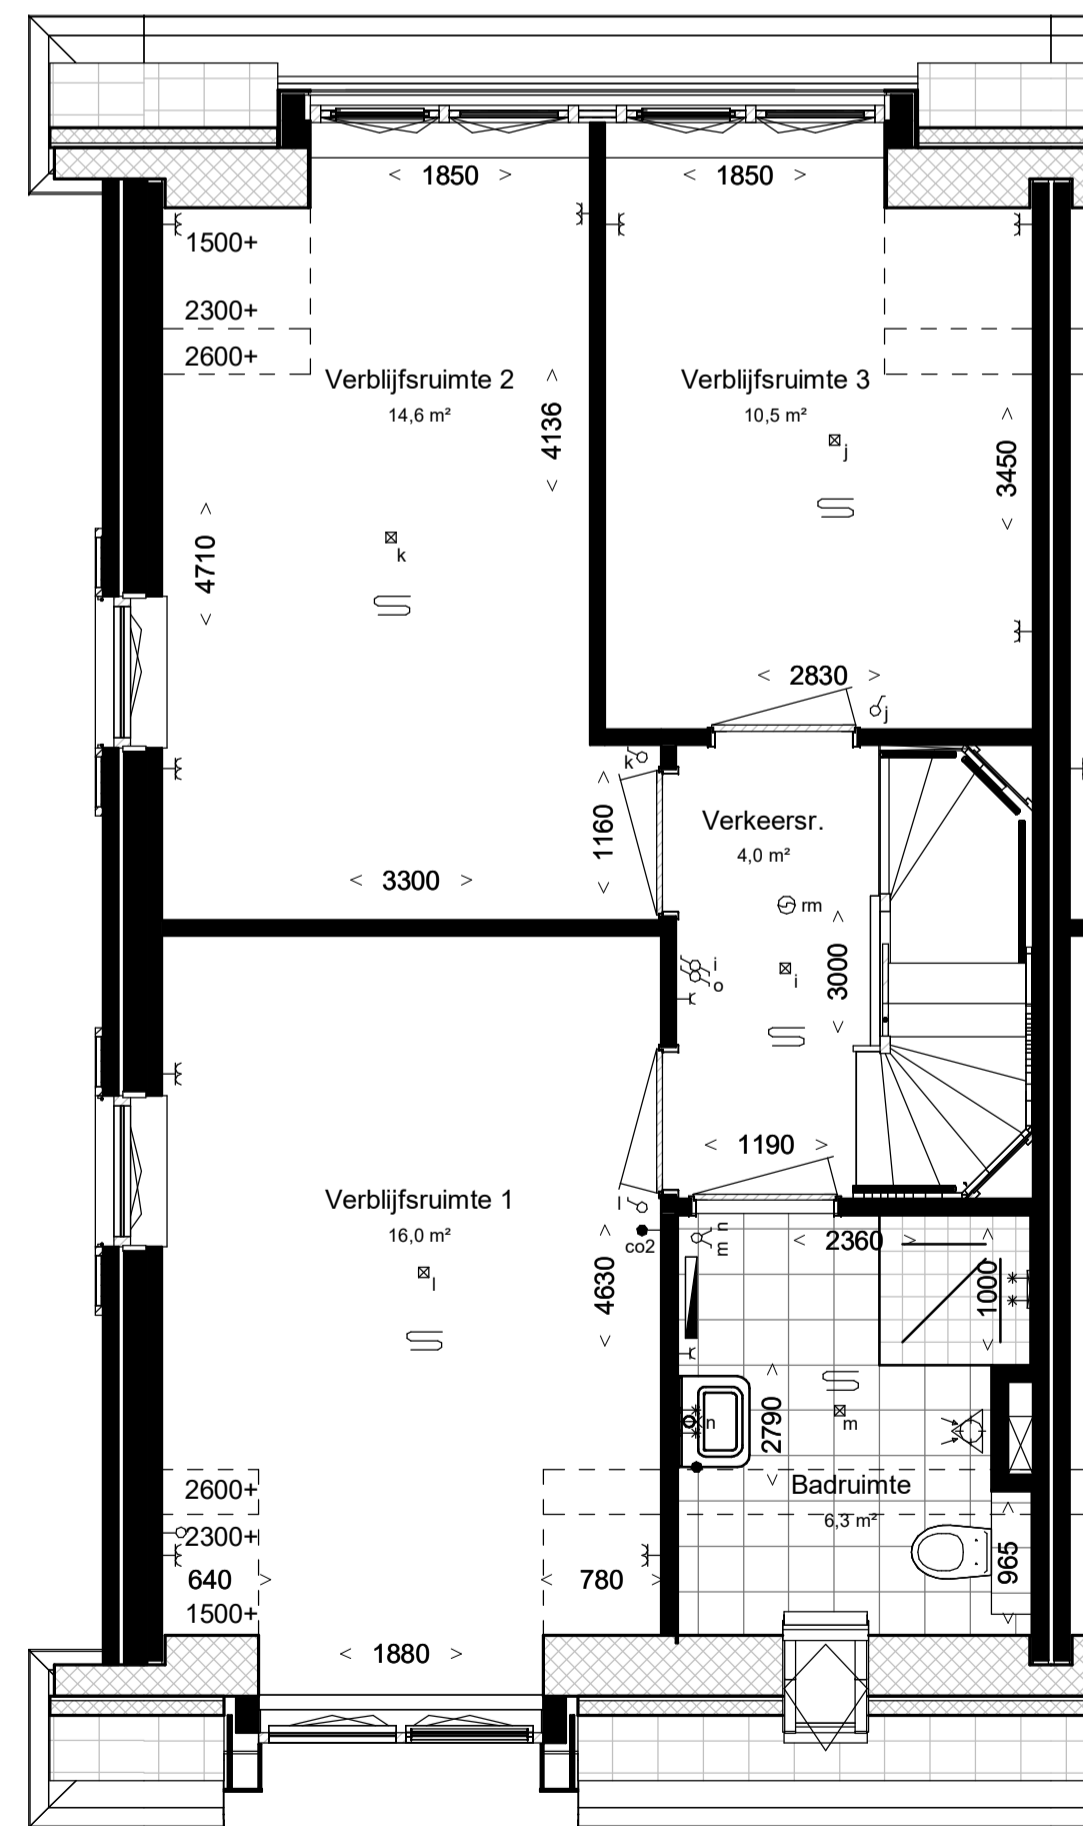 < 1850 >
< 1850 >
1500+
2300+
2600+
Verblijfsruimte 2
14,6 m²
< 4136 >
Verblijfsruimte 3
10,5 m²
j
< 3450 >
k
< 4710 >
< 2830 >
j
k
< 1160 >
Verkeersr.
4,0 m²
< 3300 >
rm
i
o
i
< 3000 >
< 1190 >
Verblijfsruimte 1
16,0 m²
l
l
co2
< 4630 >
m n
< 2360 >
< 1000 >
n
< 2790 >
m
Badruimte
6,3 m²
2600+
2300+
640 >
1500+
< 780 >
< 965 >
< 1880 >